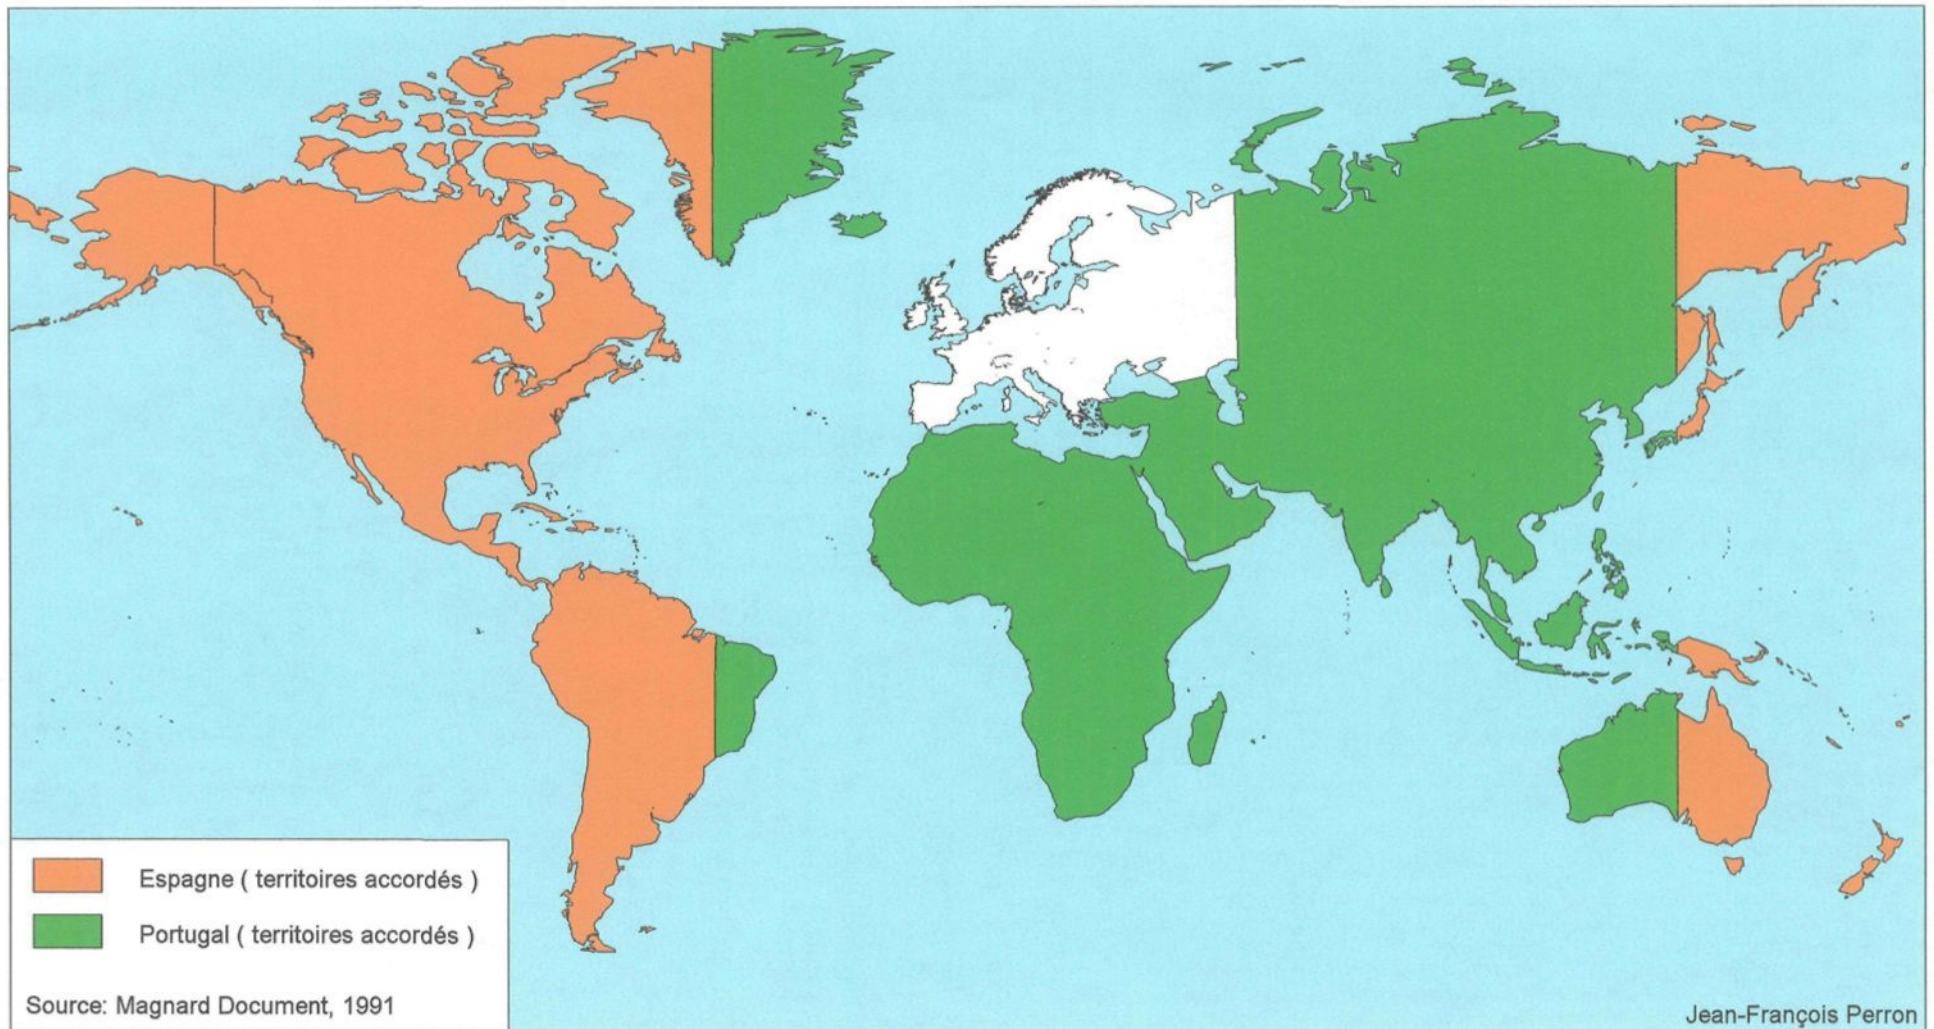 Espagne ( territoires accordés )
Portugal ( territoires accordés )
Source: Magnard Document, 1991
Jean-François Perron